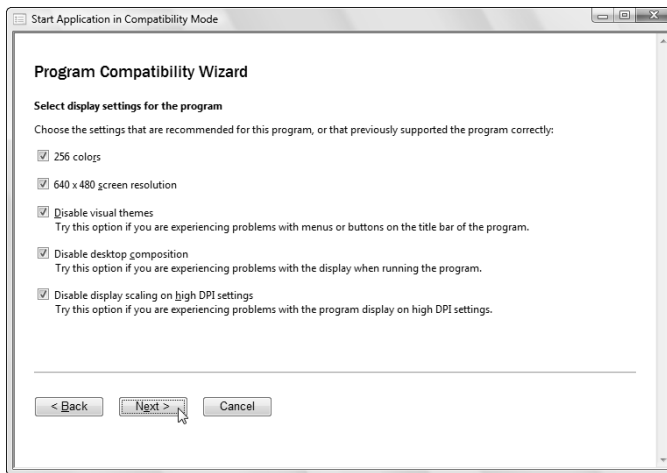 Start Application in Compatibility Mode
Program Compatibility Wizard
Select display settings for the program
Choose the settings that are recommended for this program, or that previously supported the program correctly:
256 colors
640 x 480 screen resolution
Disable visual themes
Try this option if you are experiencing problems with menus or buttons on the title bar of the program.
Disable desktop composition
Try this option if you are experiencing problems with the display when running the program.
Disable display scaling on high DPI settings
Try this option if you are experiencing problems with the program display on high DPI settings.
< Back
Next >
Cancel